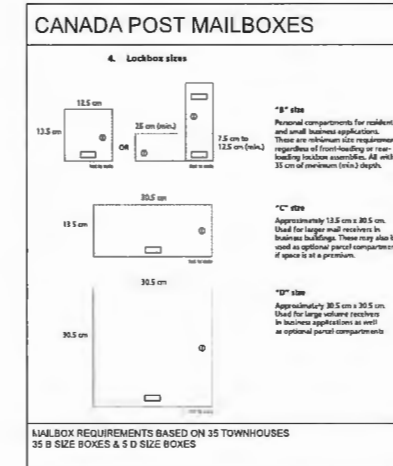 CANADA POST MAILBOXES
4. Lockbox sizes
12.5 cm
13.5 cm
OR
25 cm (min.)
7.5 cm to
12.5 cm (min.)
"B" size
Personal compartments for resident
and small business applications.
These are minimum size requiremen
regardless of front-loading or rear-
loading lockbox assemblies. All with
35 cm of minimum (min.) depth.
30.5 cm
13.5 cm
"C" size
Approximately 13.5 cm x 30.5 cm.
Used for larger mail receivers in
business buildings. These may also b
used as optional parcel compartme
if space is at a premium.
30.5 cm
30.5 cm
"D" size
Approximately 30.5 cm x 30.5 cm.
Used for large volume receivers
in business applications as well
as optional parcel compartments
MAILBOX REQUIREMENTS BASED ON 35 TOWNHOUSES
35 B SIZE BOXES & 5 D SIZE BOXES